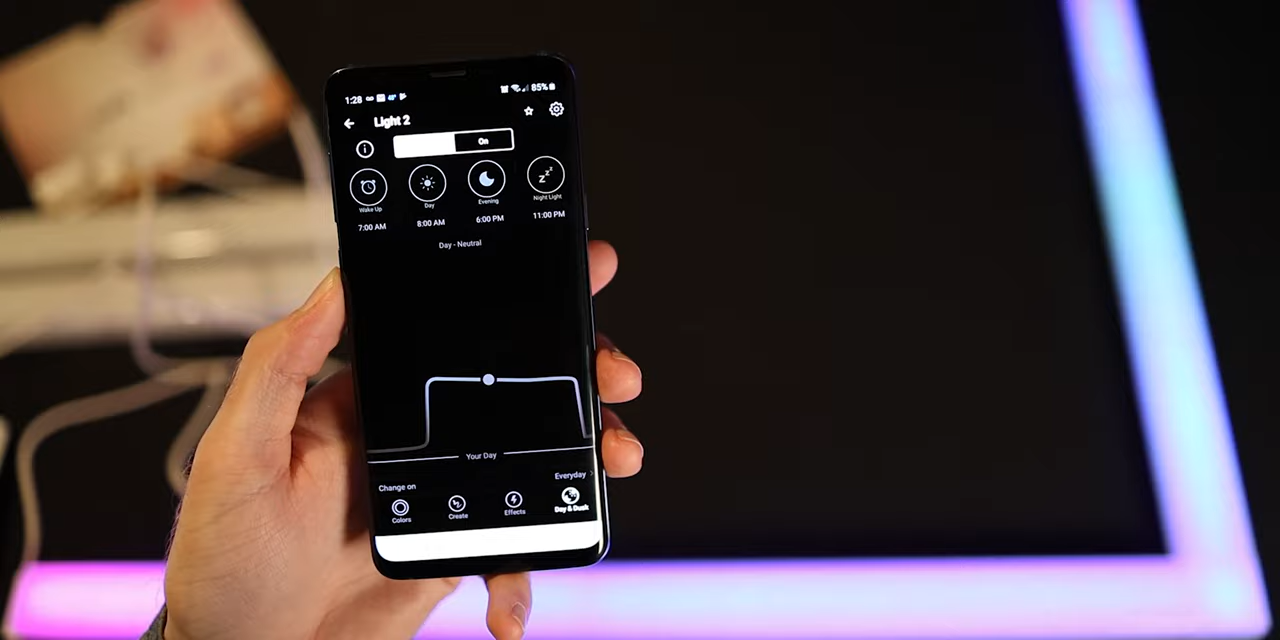 1:28 85%
Light 2
On
Wake Up Day Evening Night Light
7:00 AM 8:00 AM 6:00 PM 11:00 PM
Day - Neutral
Your Day
Change on Everyday
Colors Create Effects Day & Dusk